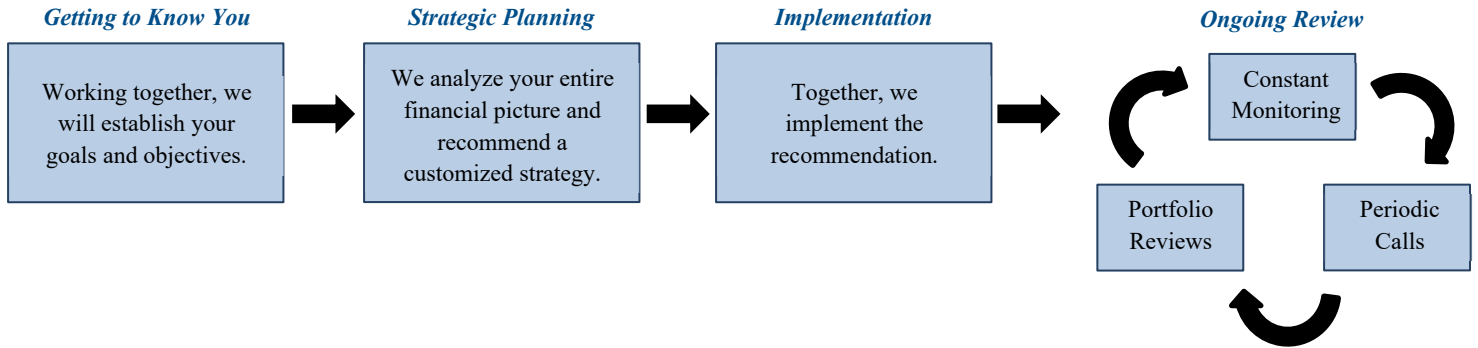 Getting to Know You
Working together, we
will establish your
goals and objectives.
Strategic Planning
We analyze your entire
financial picture and
recommend a
customized strategy.
Implementation
Together, we
implement the
recommendation.
Ongoing Review
Constant
Monitoring
Periodic
Calls
Portfolio
Reviews